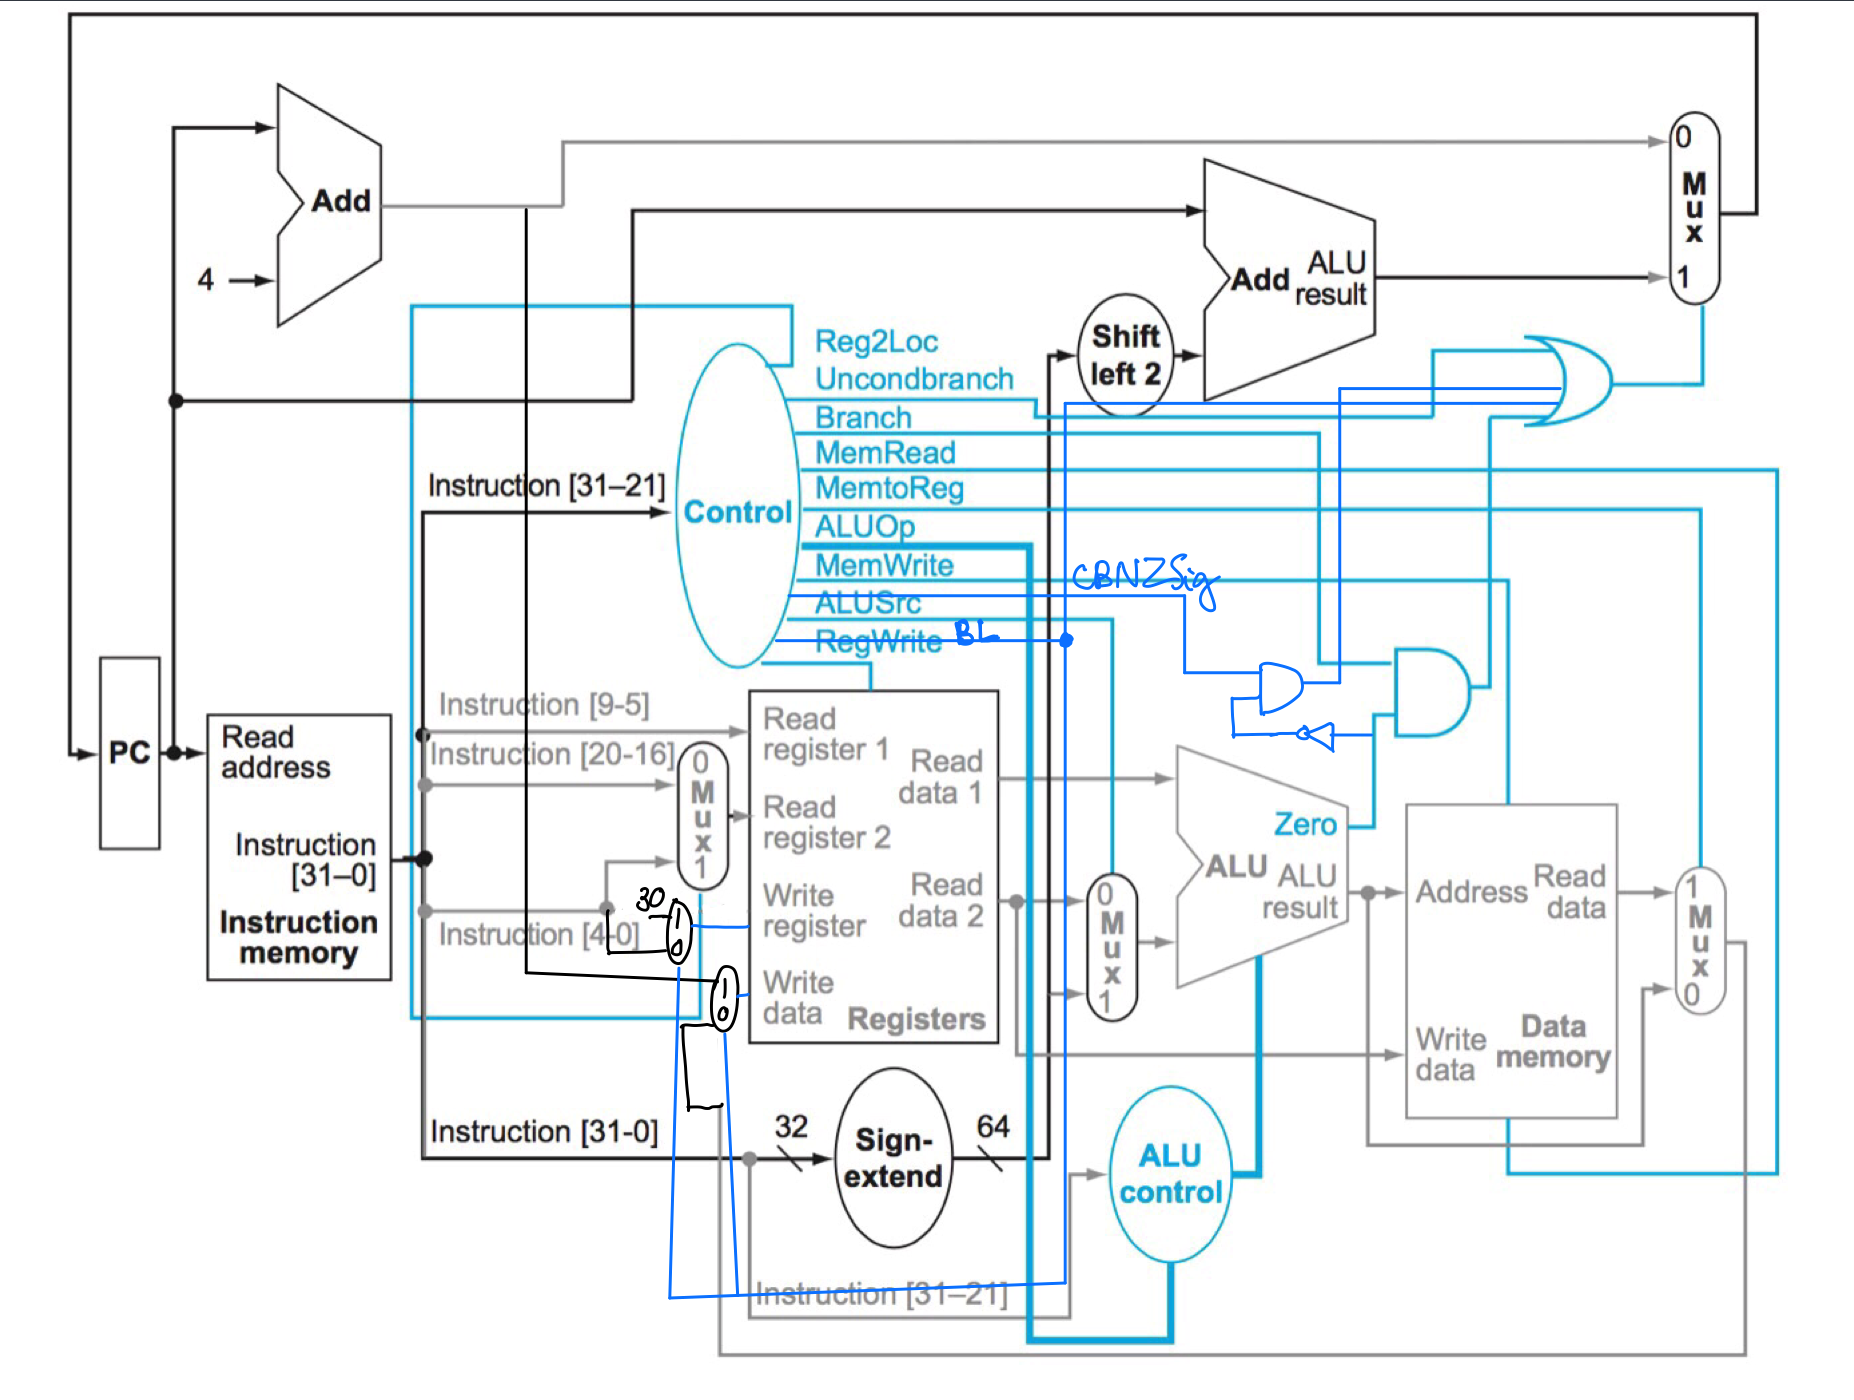 0
M
u
x
1
Add
4
Add
ALU
result
Shift
left 2
Reg2Loc
Uncondbranch
Branch
MemRead
MemtoReg
ALUOp
MemWrite
ALUSrc
RegWrite
Control
CBNZSig
BL
Instruction [31–21]
PC
Read
address
Instruction
[31–0]
Instruction
memory
Instruction [9-5]
Instruction [20-16]
Instruction [4-0]
0
M
u
x
1
30
1
0
1
0
Read
register 1
Read
register 2
Write
register
Write
data
Read
data 1
Read
data 2
Registers
0
M
u
x
1
Zero
ALU
ALU
result
Address
Read
data
Write
data
Data
memory
1
M
u
x
0
Instruction [31-0]
32
Sign-
extend
64
ALU
control
Instruction [31–21]